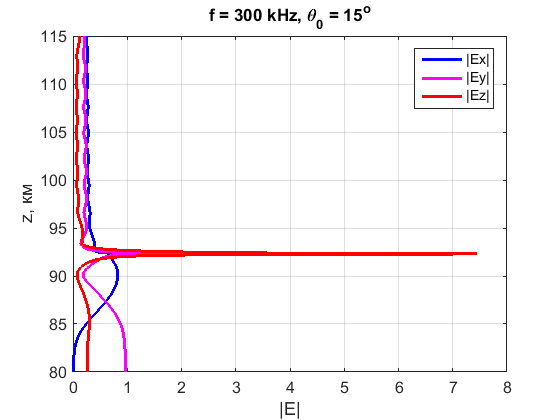 f = 300 kHz, θ0 = 15o
115
110
105
100
95
90
85
80
z, км
0 1 2 3 4 5 6 7 8
|E|
|Ex|
|Ey|
|Ez|